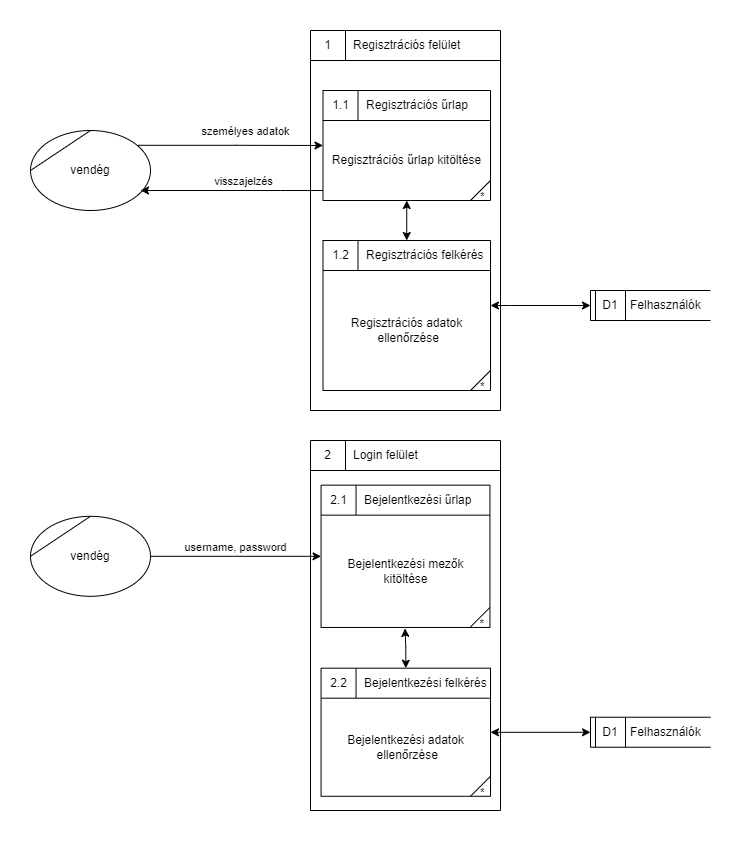 1 Regisztrációs felület
1.1 Regisztrációs űrlap
személyes adatok
vendég
Regisztrációs űrlap kitöltése
visszajelzés
*
1.2 Regisztrációs felkérés
D1 Felhasználók
Regisztrációs adatok
ellenőrzése
*
2 Login felület
2.1 Bejelentkezési űrlap
username, password
vendég
Bejelentkezési mezők
kitöltése
*
2.2 Bejelentkezési felkérés
D1 Felhasználók
Bejelentkezési adatok
ellenőrzése
*